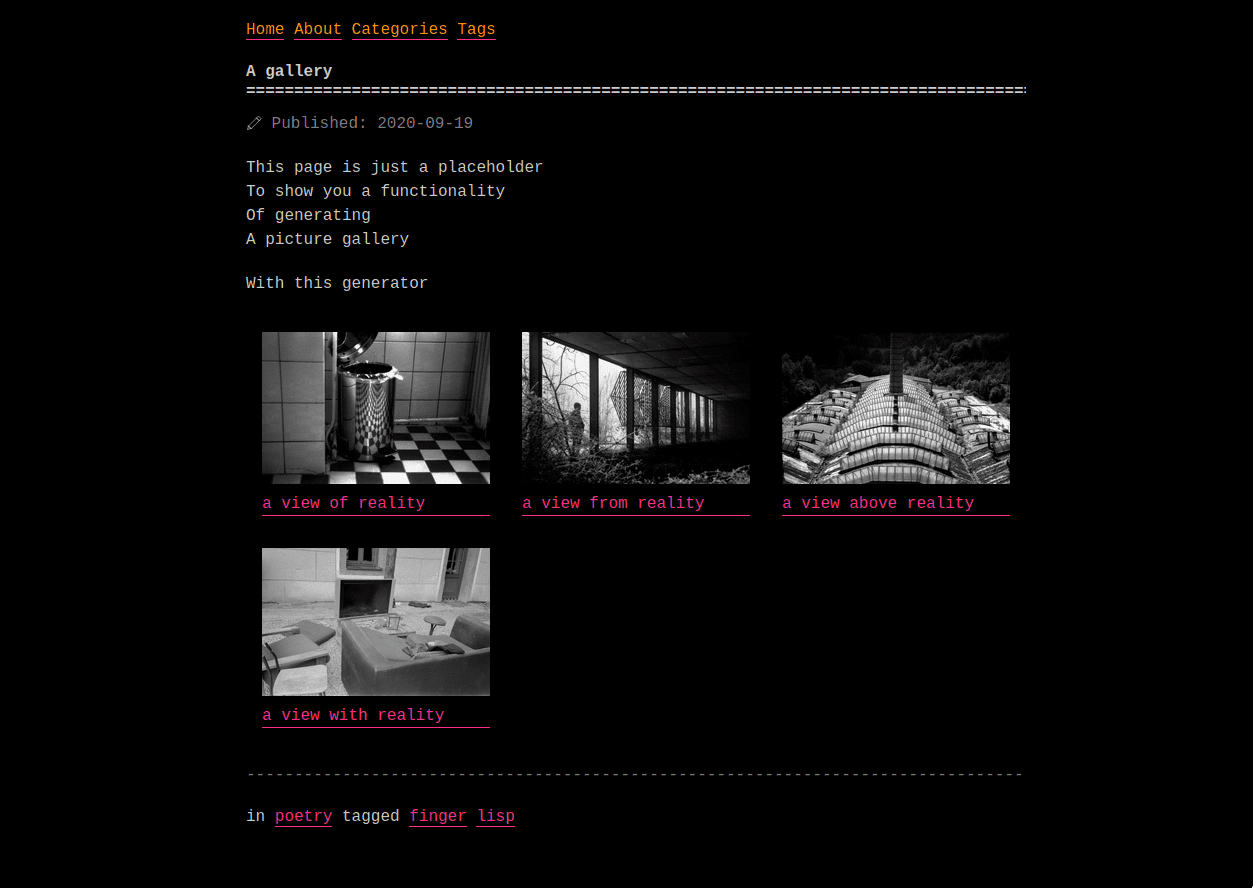 Home About Categories Tags
A gallery
=================================================================================
Published: 2020-09-19
This page is just a placeholder
To show you a functionality
Of generating
A picture gallery
With this generator
a view of reality
a view from reality
a view above reality
a view with reality
---------------------------------------------------------------------------------
in poetry tagged finger lisp